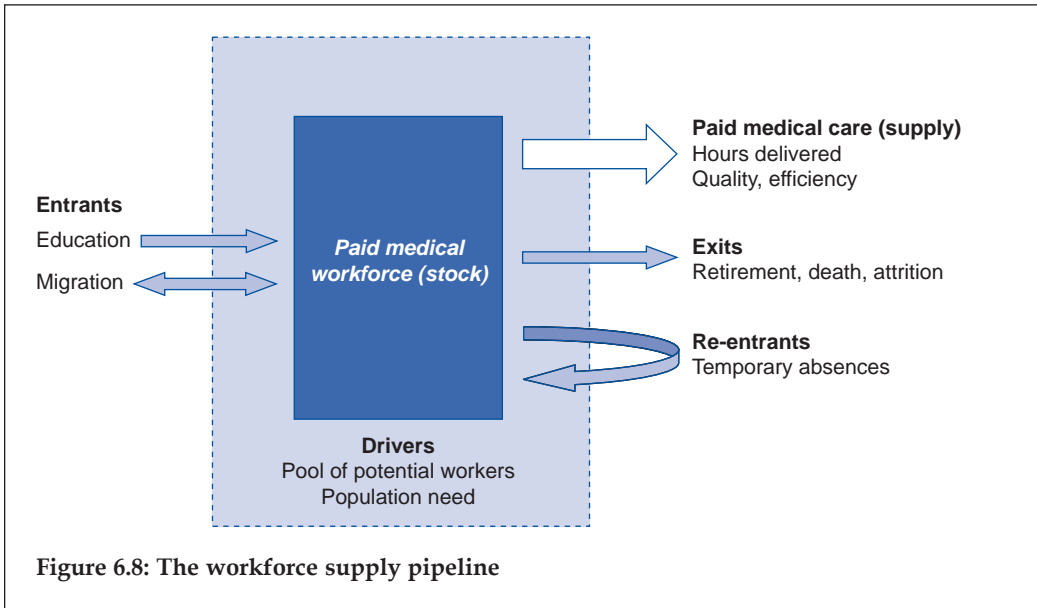 Entrants
Education
Migration
Paid medical
workforce (stock)
Drivers
Pool of potential workers
Population need
Paid medical care (supply)
Hours delivered
Quality, efficiency
Exits
Retirement, death, attrition
Re-entrants
Temporary absences
Figure 6.8: The workforce supply pipeline